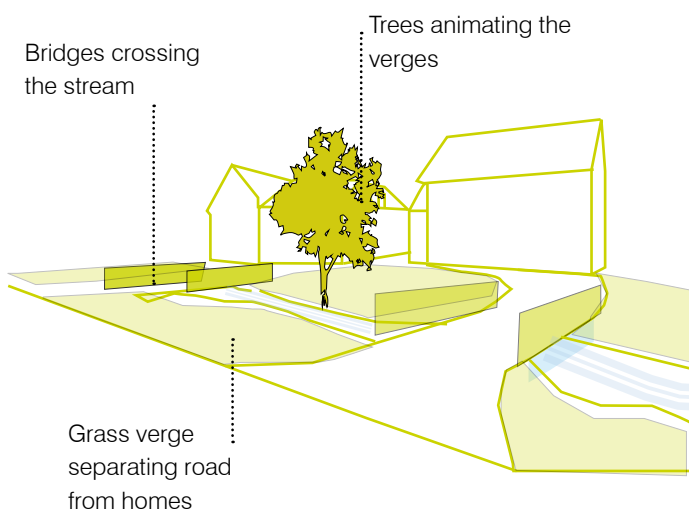 Bridges crossing
the stream
Trees animating the
verges
Grass verge
separating road
from homes